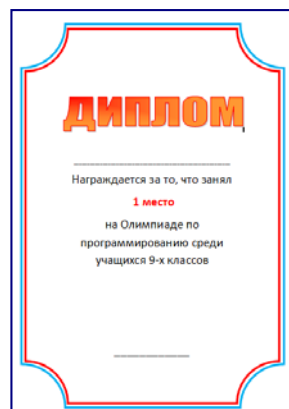 ДИПЛОМ
Награждается за то, что занял
1 место
на Олимпиаде по
программированию среди
учащихся 9-х классов